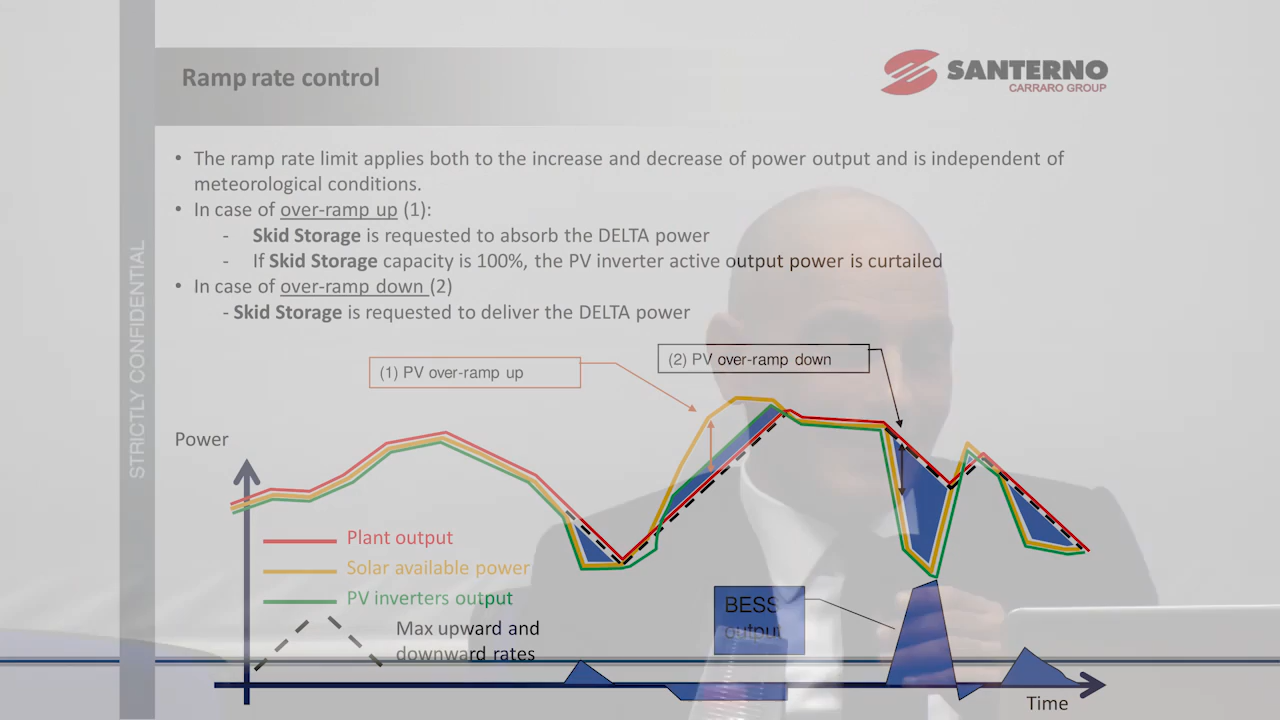 Ramp rate control
SANTERNO
CARRARO GROUP
STRICTLY CONFIDENTIAL
• The ramp rate limit applies both to the increase and decrease of power output and is independent of
meteorological conditions.
• In case of over-ramp up (1):
- Skid Storage is requested to absorb the DELTA power
- If Skid Storage capacity is 100%, the PV inverter active output power is curtailed
• In case of over-ramp down (2)
- Skid Storage is requested to deliver the DELTA power
(2) PV over-ramp down
(1) PV over-ramp up
Power
Plant output
Solar available power
PV inverters output
Max upward and
downward rates
BESS
output
Time